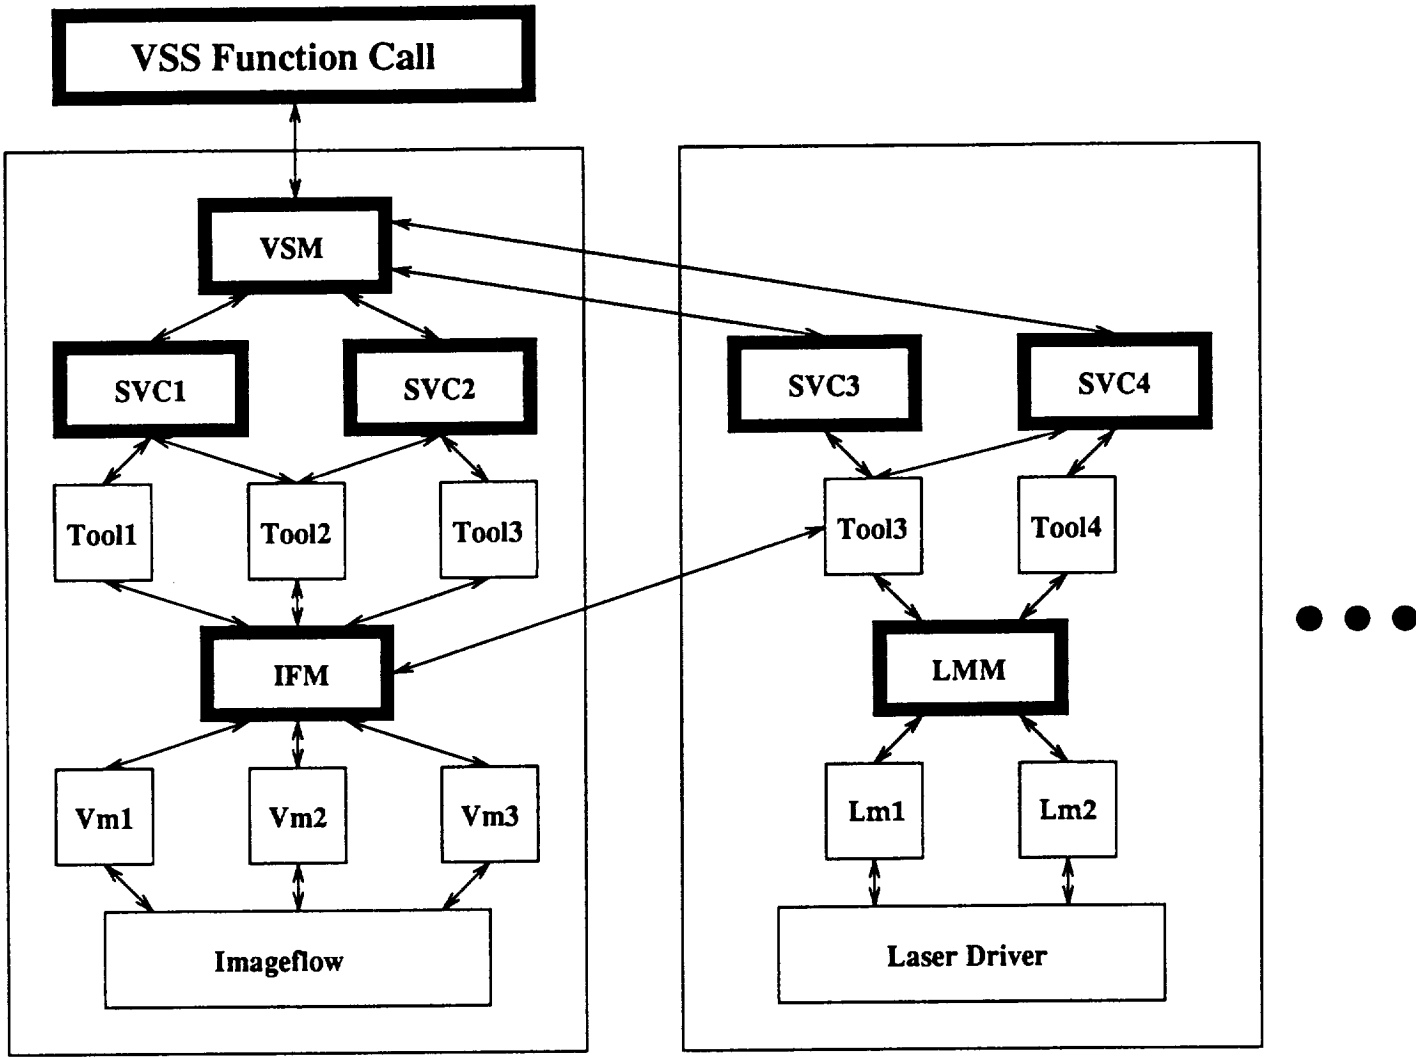 VSS Function Call
VSM
SVC1
SVC2
SVC3
SVC4
Tool1
Tool2
Tool3
Tool3
Tool4
IFM
LMM
Vm1
Vm2
Vm3
Lm1
Lm2
Imageflow
Laser Driver